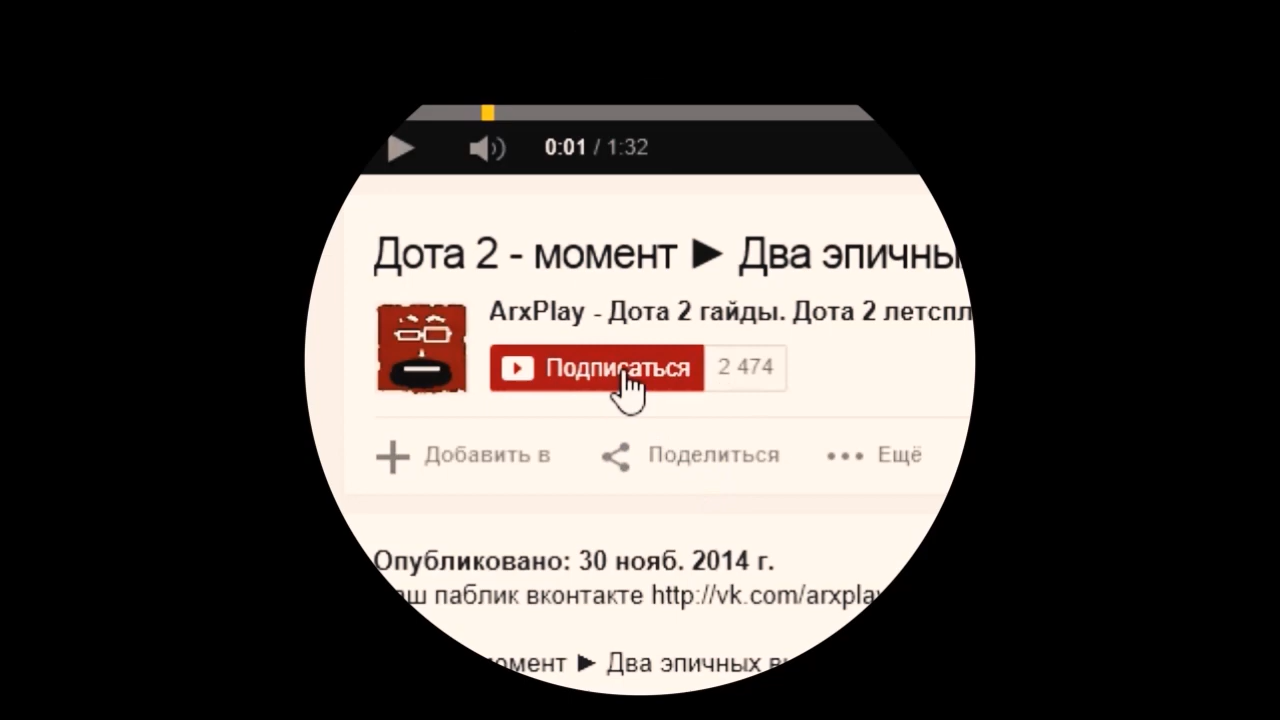 0:01 / 1:32
Дота 2 - момент ► Два эпичны
ArxPlay - Дота 2 гайды. Дота 2 летспл
Подписаться 2 474
Добавить в Поделиться Ещё
Опубликовано: 30 нояб. 2014 г.
паблик вконтакте http://vk.com/arxpla
момент ► Два эпичных